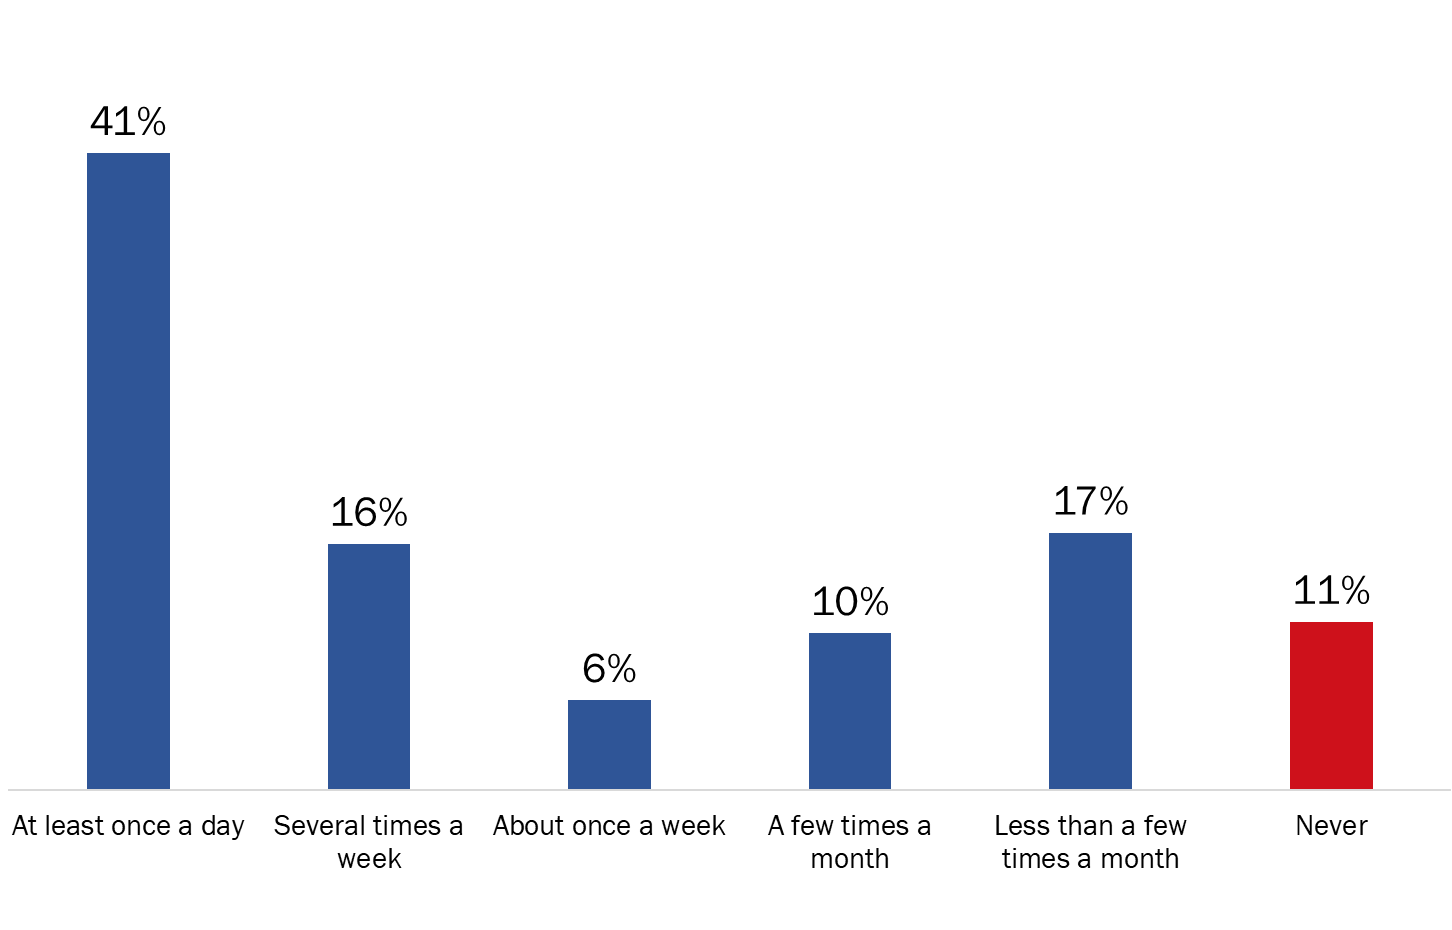 41%
16%
6%
10%
17%
11%
At least once a day
Several times a
week
About once a week
A few times a
month
Less than a few
times a month
Never